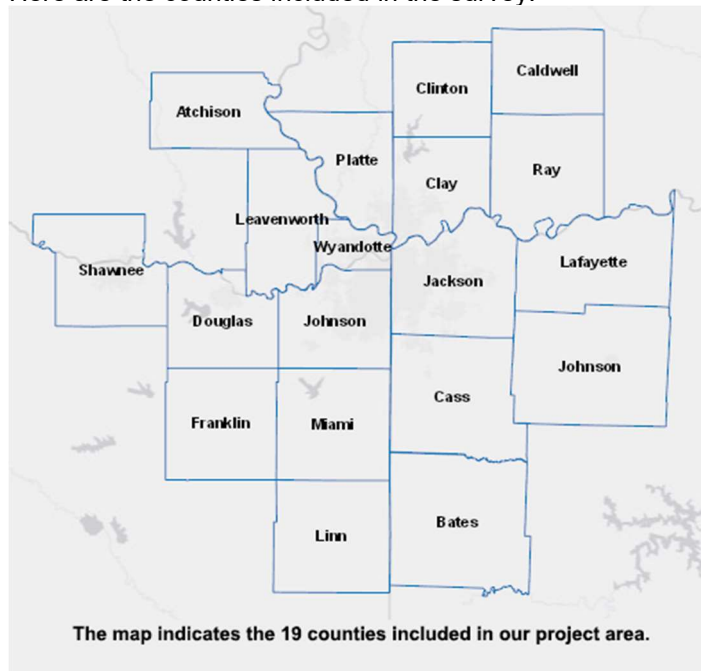 Here are the counties included in the survey:
Caldwell
Clinton
Atchison
Platte
Ray
Clay
Leavenworth
Wyandotte
Shawnee
Lafayette
Jackson
Douglas
Johnson
Johnson
Cass
Franklin
Miami
Bates
Linn
The map indicates the 19 counties included in our project area.